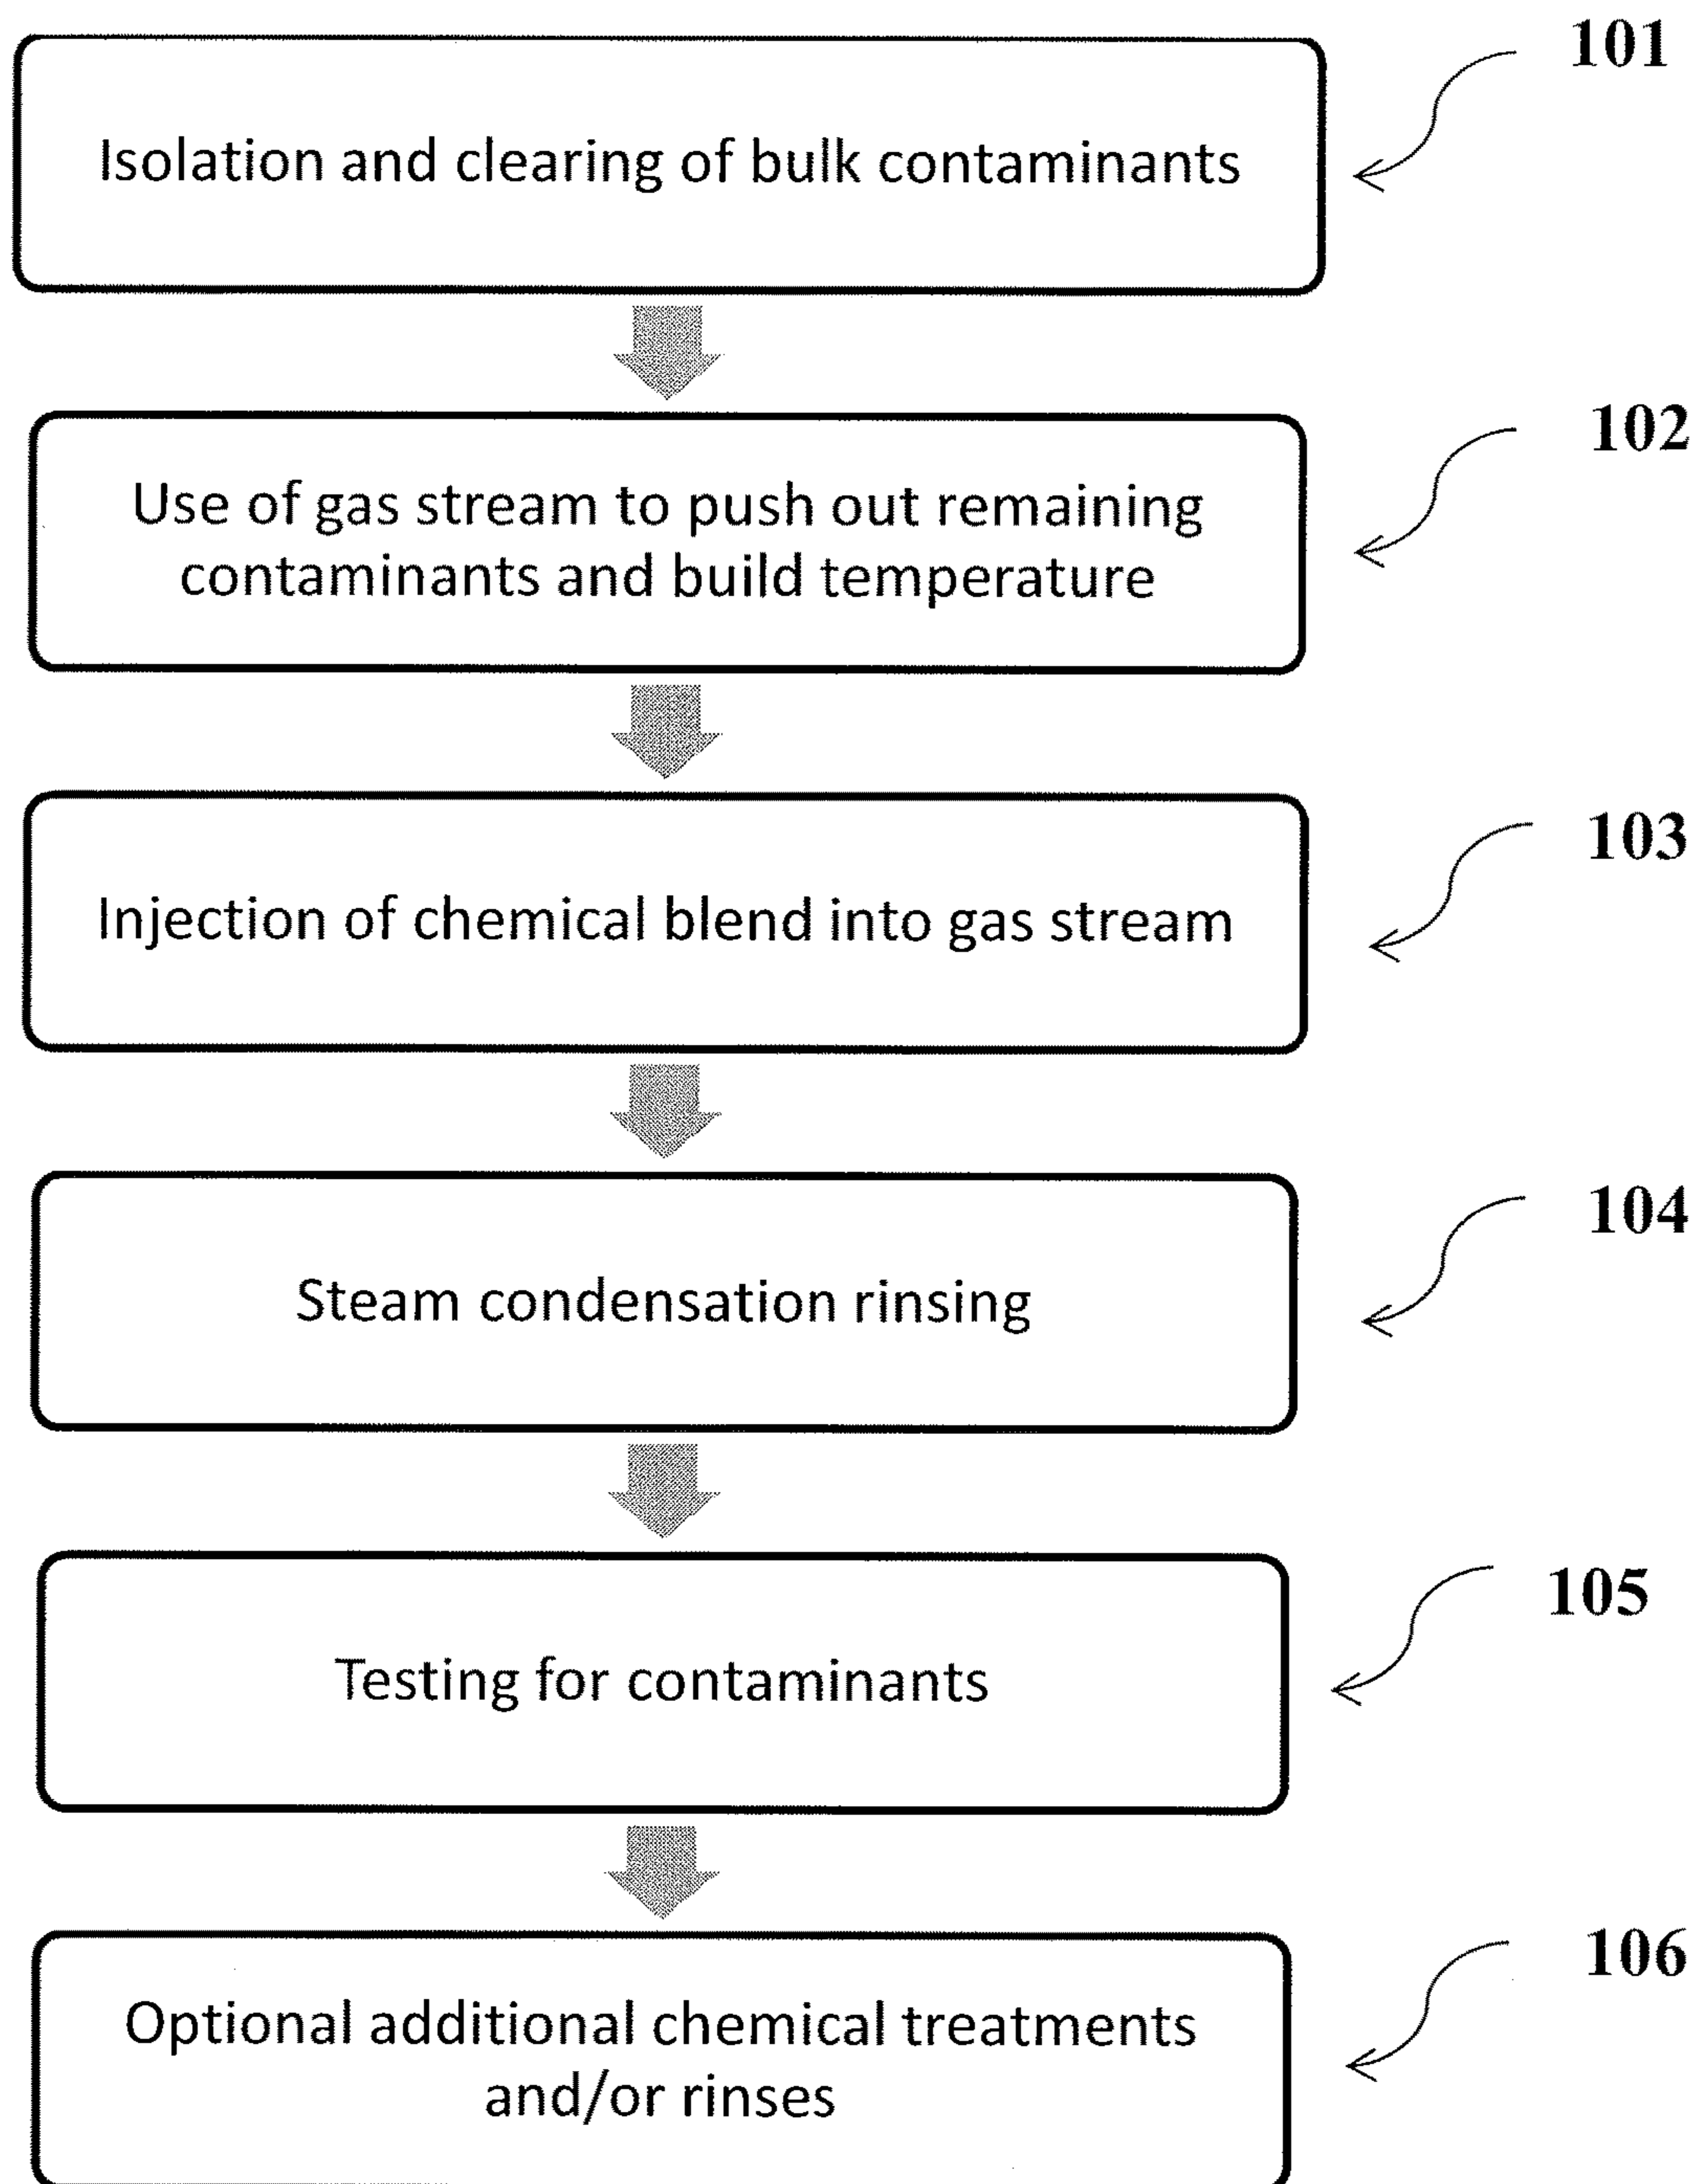 101
Isolation and clearing of bulk contaminants
102
Use of gas stream to push out remaining
contaminants and build temperature
103
Injection of chemical blend into gas stream
104
Steam condensation rinsing
105
Testing for contaminants
106
Optional additional chemical treatments
and/or rinses